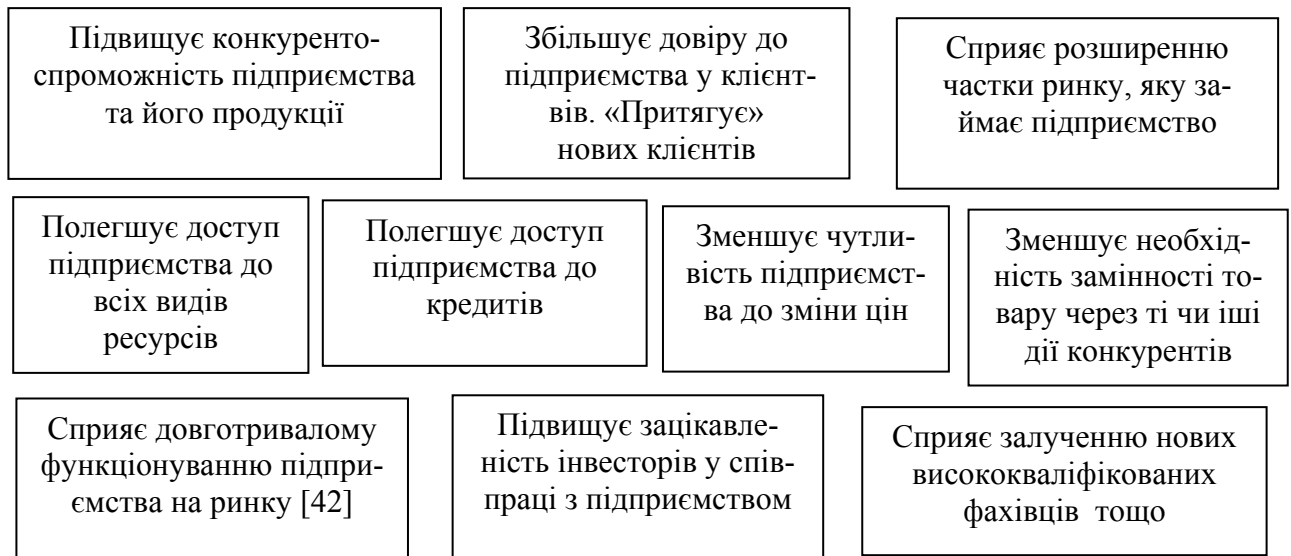 Підвищує конкуренто-
спроможність підприємства
та його продукції
Збільшує довіру до
підприємства у клієнт-
вів. «Притягує»
нових клієнтів
Сприяє розширенню
частки ринку, яку за-
ймає підприємство
Полегшує доступ
підприємства до
всіх видів
ресурсів
Полегшує доступ
підприємства до
кредитів
Зменшує чутли-
вість підприємст-
ва до зміни цін
Зменшує необхід-
ність замінності то-
вару через ті чи іші
дії конкурентів
Сприяє довготривалому
функціонуванню підпри-
ємства на ринку [42]
Підвищує зацікавле-
ність інвесторів у спів-
праці з підприємством
Сприяє залученню нових
висококваліфікованих
фахівців тощо